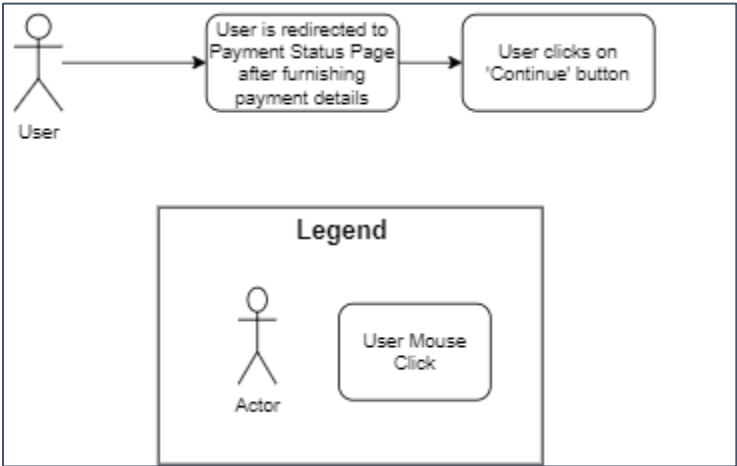 User is redirected to
Payment Status Page
after furnishing
payment details
User clicks on
'Continue' button
User
Legend
User Mouse
Click
Actor